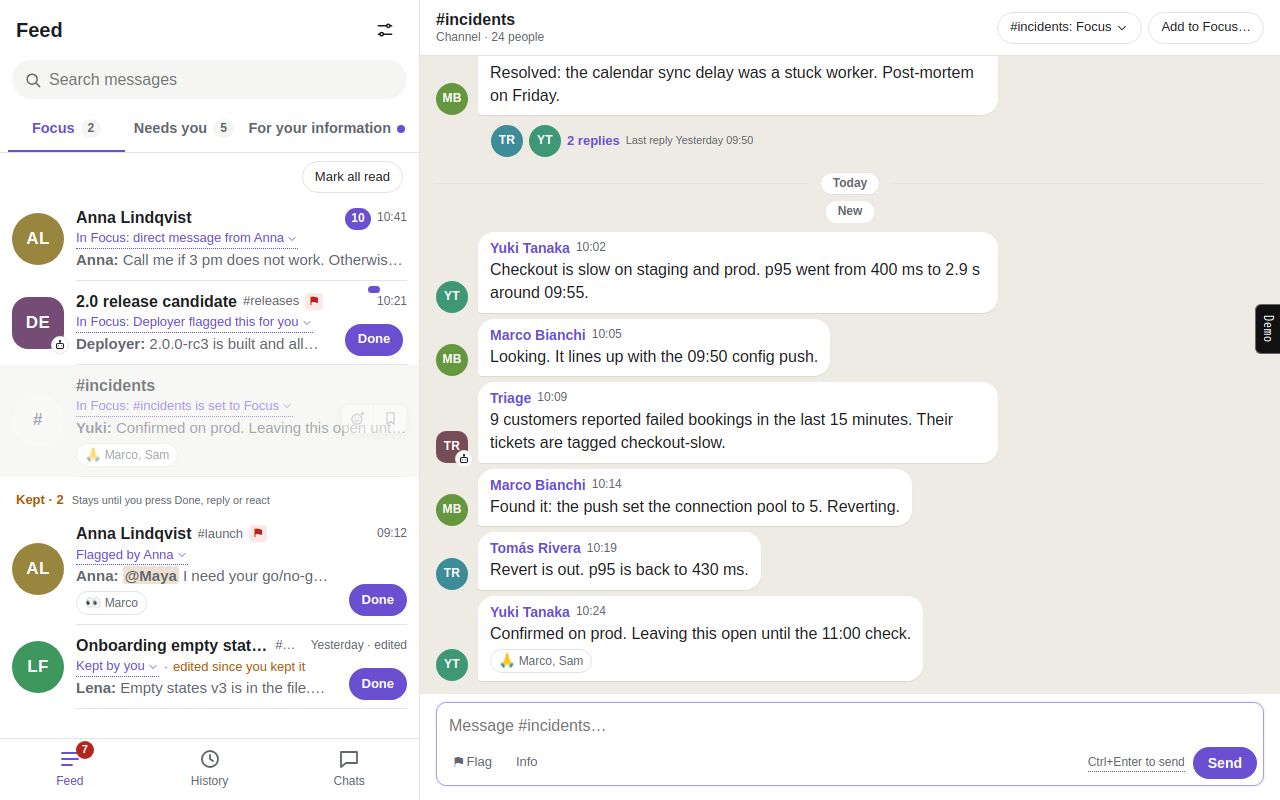 Feed
Search messages
Focus 2 Needs you 5 For your information
Mark all read
AL
Anna Lindqvist 10 10:41
In Focus: direct message from Anna
Anna: Call me if 3 pm does not work. Otherwis…
DE
2.0 release candidate #releases 10:21
In Focus: Deployer flagged this for you
Deployer: 2.0.0-rc3 is built and all…
Done
#
#incidents
In Focus: #incidents is set to Focus
Yuki: Confirmed on prod. Leaving this open unt…
🙏 Marco, Sam
Kept · 2 Stays until you press Done, reply or react
AL
Anna Lindqvist #launch 09:12
Flagged by Anna
Anna: @Maya I need your go/no-g…
👀 Marco
Done
LF
Onboarding empty stat… #… Yesterday · edited
Kept by you · edited since you kept it
Lena: Empty states v3 is in the file.…
Done
7
Feed History Chats
#incidents
Channel · 24 people
#incidents: Focus
Add to Focus…
MB
Resolved: the calendar sync delay was a stuck worker. Post-mortem
on Friday.
TR YT 2 replies Last reply Yesterday 09:50
Today
New
Yuki Tanaka 10:02
Checkout is slow on staging and prod. p95 went from 400 ms to 2.9 s
around 09:55.
YT
Marco Bianchi 10:05
Looking. It lines up with the 09:50 config push.
MB
Triage 10:09
9 customers reported failed bookings in the last 15 minutes. Their
tickets are tagged checkout-slow.
TR
Marco Bianchi 10:14
Found it: the push set the connection pool to 5. Reverting.
MB
Tomás Rivera 10:19
Revert is out. p95 is back to 430 ms.
TR
Yuki Tanaka 10:24
Confirmed on prod. Leaving this open until the 11:00 check.
🙏 Marco, Sam
YT
Message #incidents…
Flag Info
Ctrl+Enter to send Send
Demo